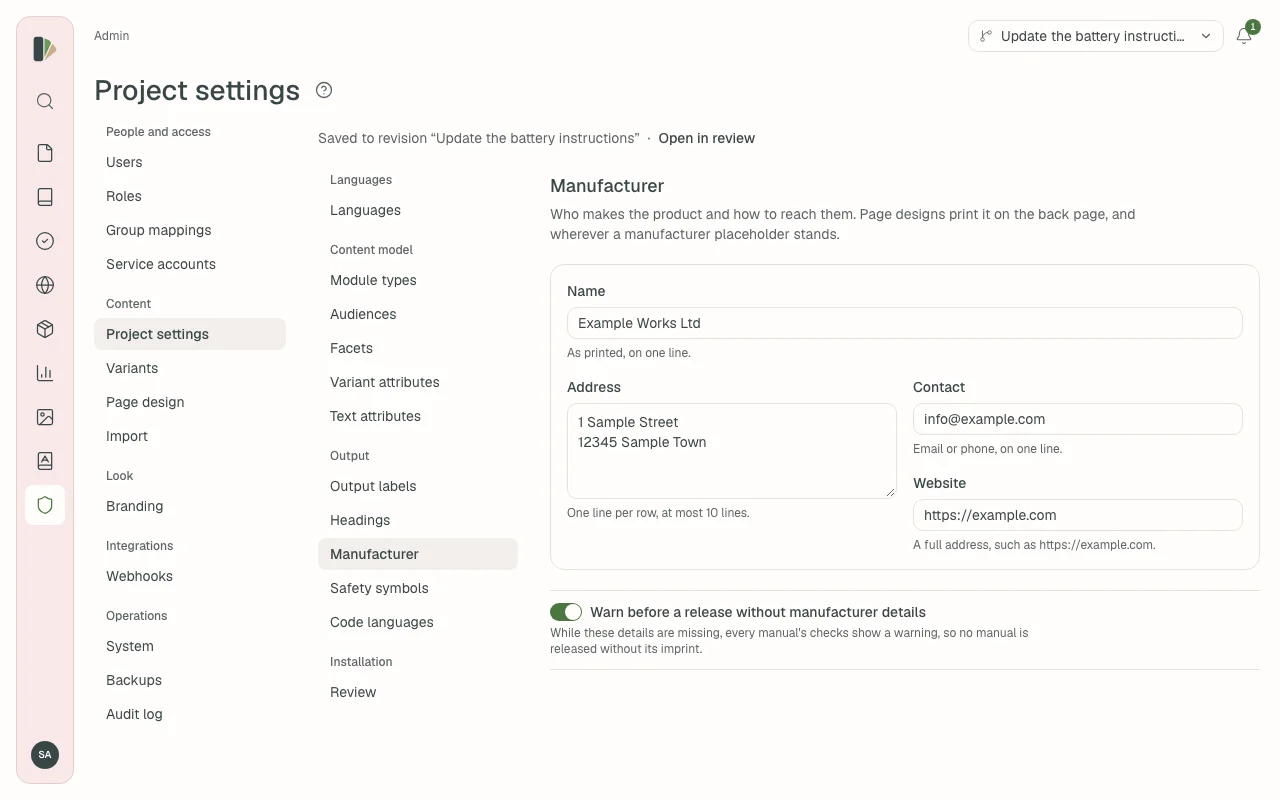 Admin
Update the battery instructi...
1
Project settings
People and access
Users
Roles
Group mappings
Service accounts
Content
Project settings
Variants
Page design
Import
Look
Branding
Integrations
Webhooks
Operations
System
Backups
Audit log
SA
Saved to revision “Update the battery instructions” · Open in review
Languages
Languages
Content model
Module types
Audiences
Facets
Variant attributes
Text attributes
Output
Output labels
Headings
Manufacturer
Safety symbols
Code languages
Installation
Review
Manufacturer
Who makes the product and how to reach them. Page designs print it on the back page, and
wherever a manufacturer placeholder stands.
Name
Example Works Ltd
As printed, on one line.
Address
1 Sample Street
12345 Sample Town
One line per row, at most 10 lines.
Contact
info@example.com
Email or phone, on one line.
Website
https://example.com
A full address, such as https://example.com.
Warn before a release without manufacturer details
While these details are missing, every manual's checks show a warning, so no manual is
released without its imprint.